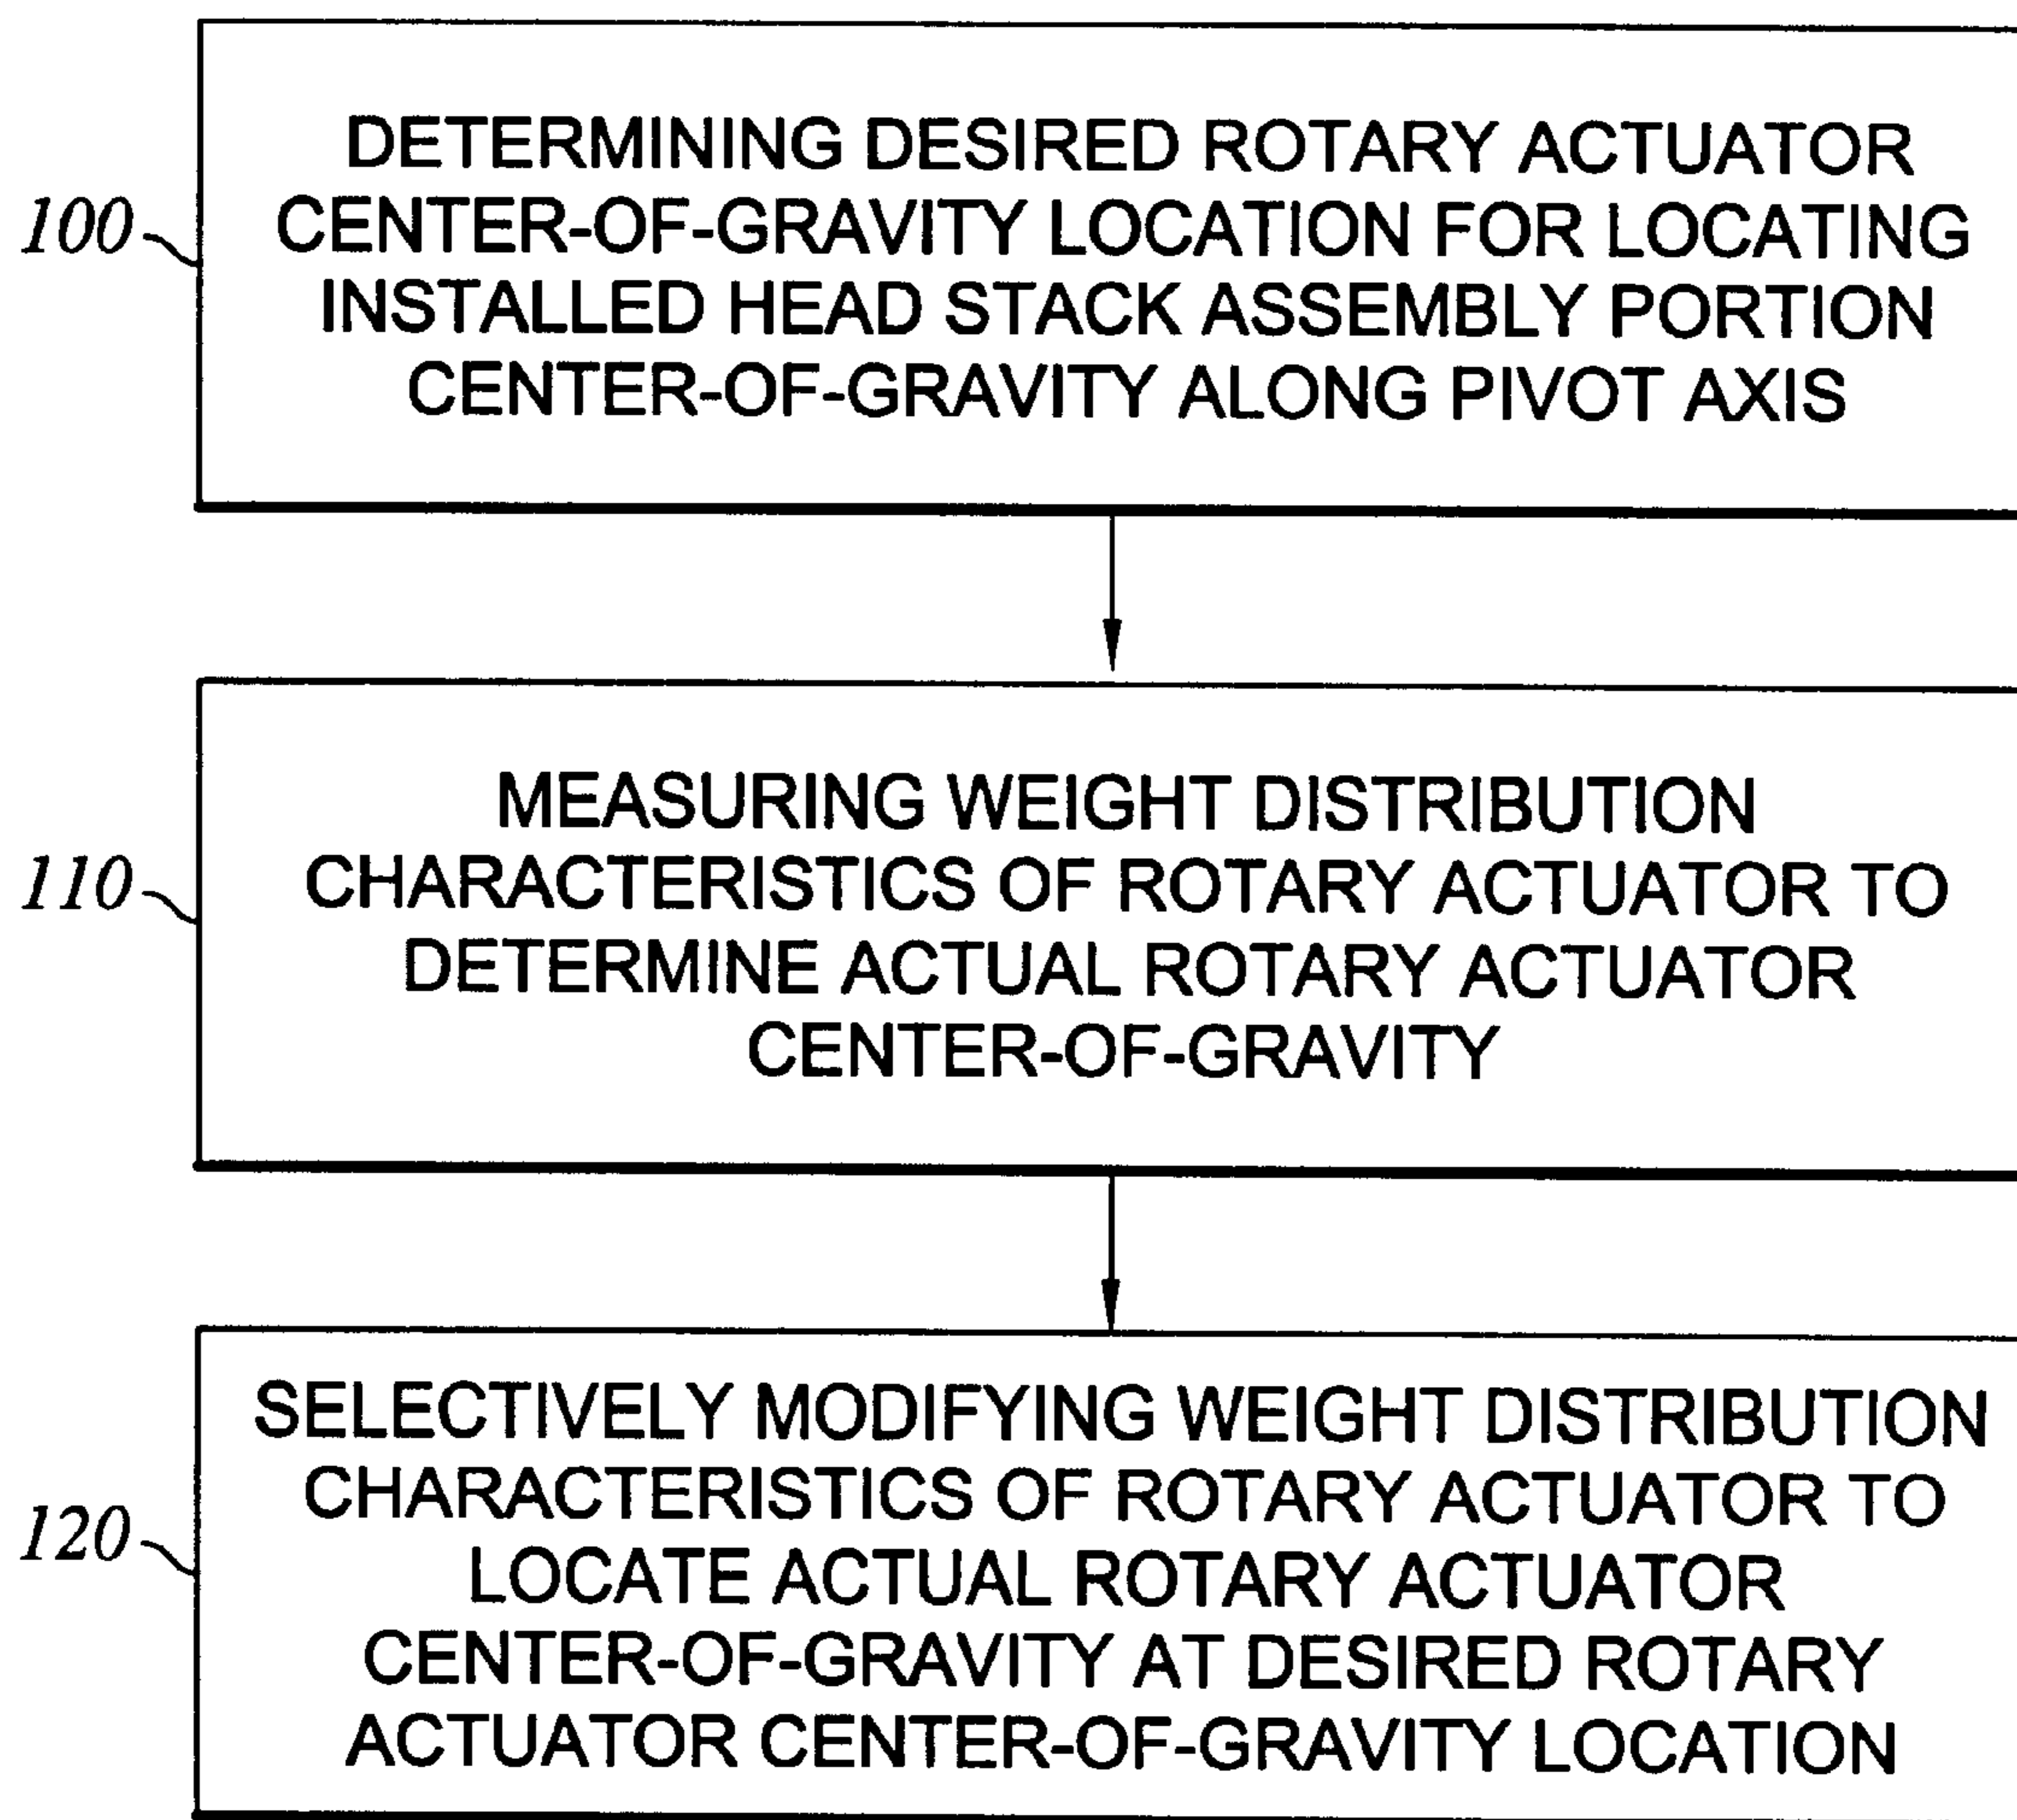 100
DETERMINING DESIRED ROTARY ACTUATOR
CENTER-OF-GRAVITY LOCATION FOR LOCATING
INSTALLED HEAD STACK ASSEMBLY PORTION
CENTER-OF-GRAVITY ALONG PIVOT AXIS
110
MEASURING WEIGHT DISTRIBUTION
CHARACTERISTICS OF ROTARY ACTUATOR TO
DETERMINE ACTUAL ROTARY ACTUATOR
CENTER-OF-GRAVITY
120
SELECTIVELY MODIFYING WEIGHT DISTRIBUTION
CHARACTERISTICS OF ROTARY ACTUATOR TO
LOCATE ACTUAL ROTARY ACTUATOR
CENTER-OF-GRAVITY AT DESIRED ROTARY
ACTUATOR CENTER-OF-GRAVITY LOCATION